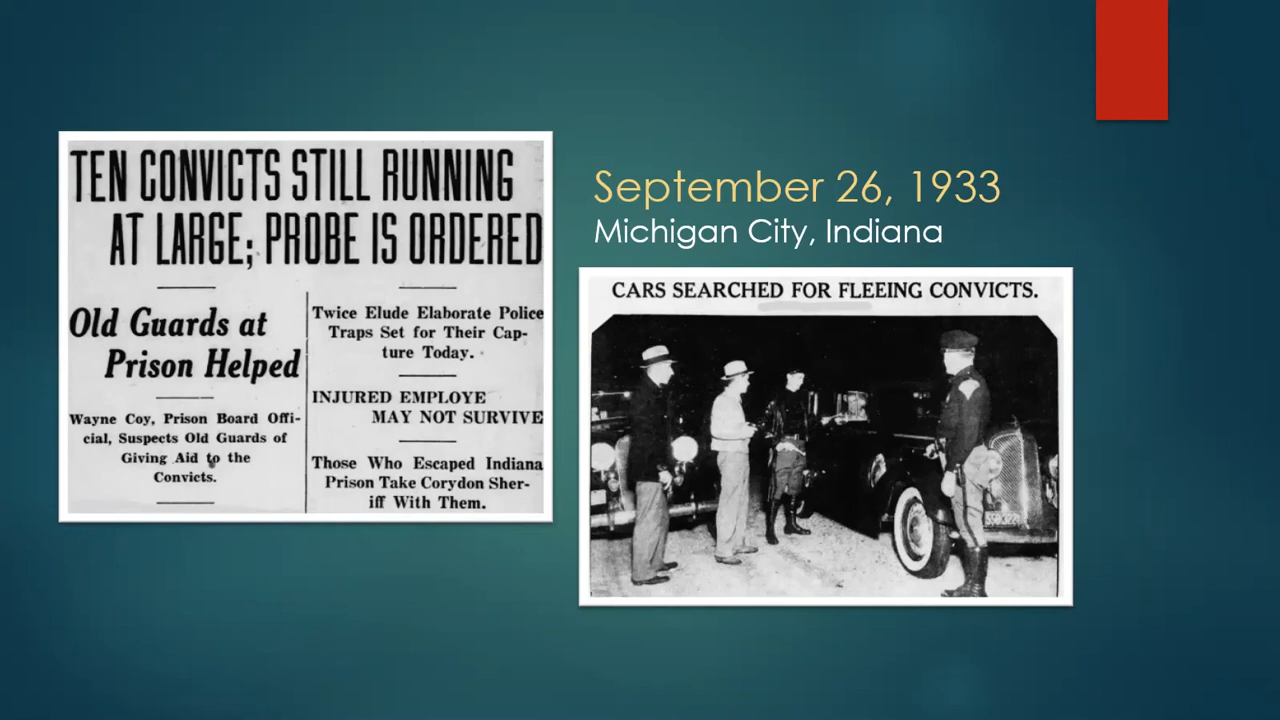 TEN CONVICTS STILL RUNNING
AT LARGE; PROBE IS ORDERED
Old Guards at
Prison Helped
Wayne Coy, Prison Board Offi-
cial, Suspects Old Guards of
Giving Aid to the
Convicts.
Twice Elude Elaborate Police
Traps Set for Their Cap-
ture Today.
INJURED EMPLOYE
MAY NOT SURVIVE
Those Who Escaped Indiana
Prison Take Corydon Sher-
iff With Them.
September 26, 1933
Michigan City, Indiana
CARS SEARCHED FOR FLEEING CONVICTS.